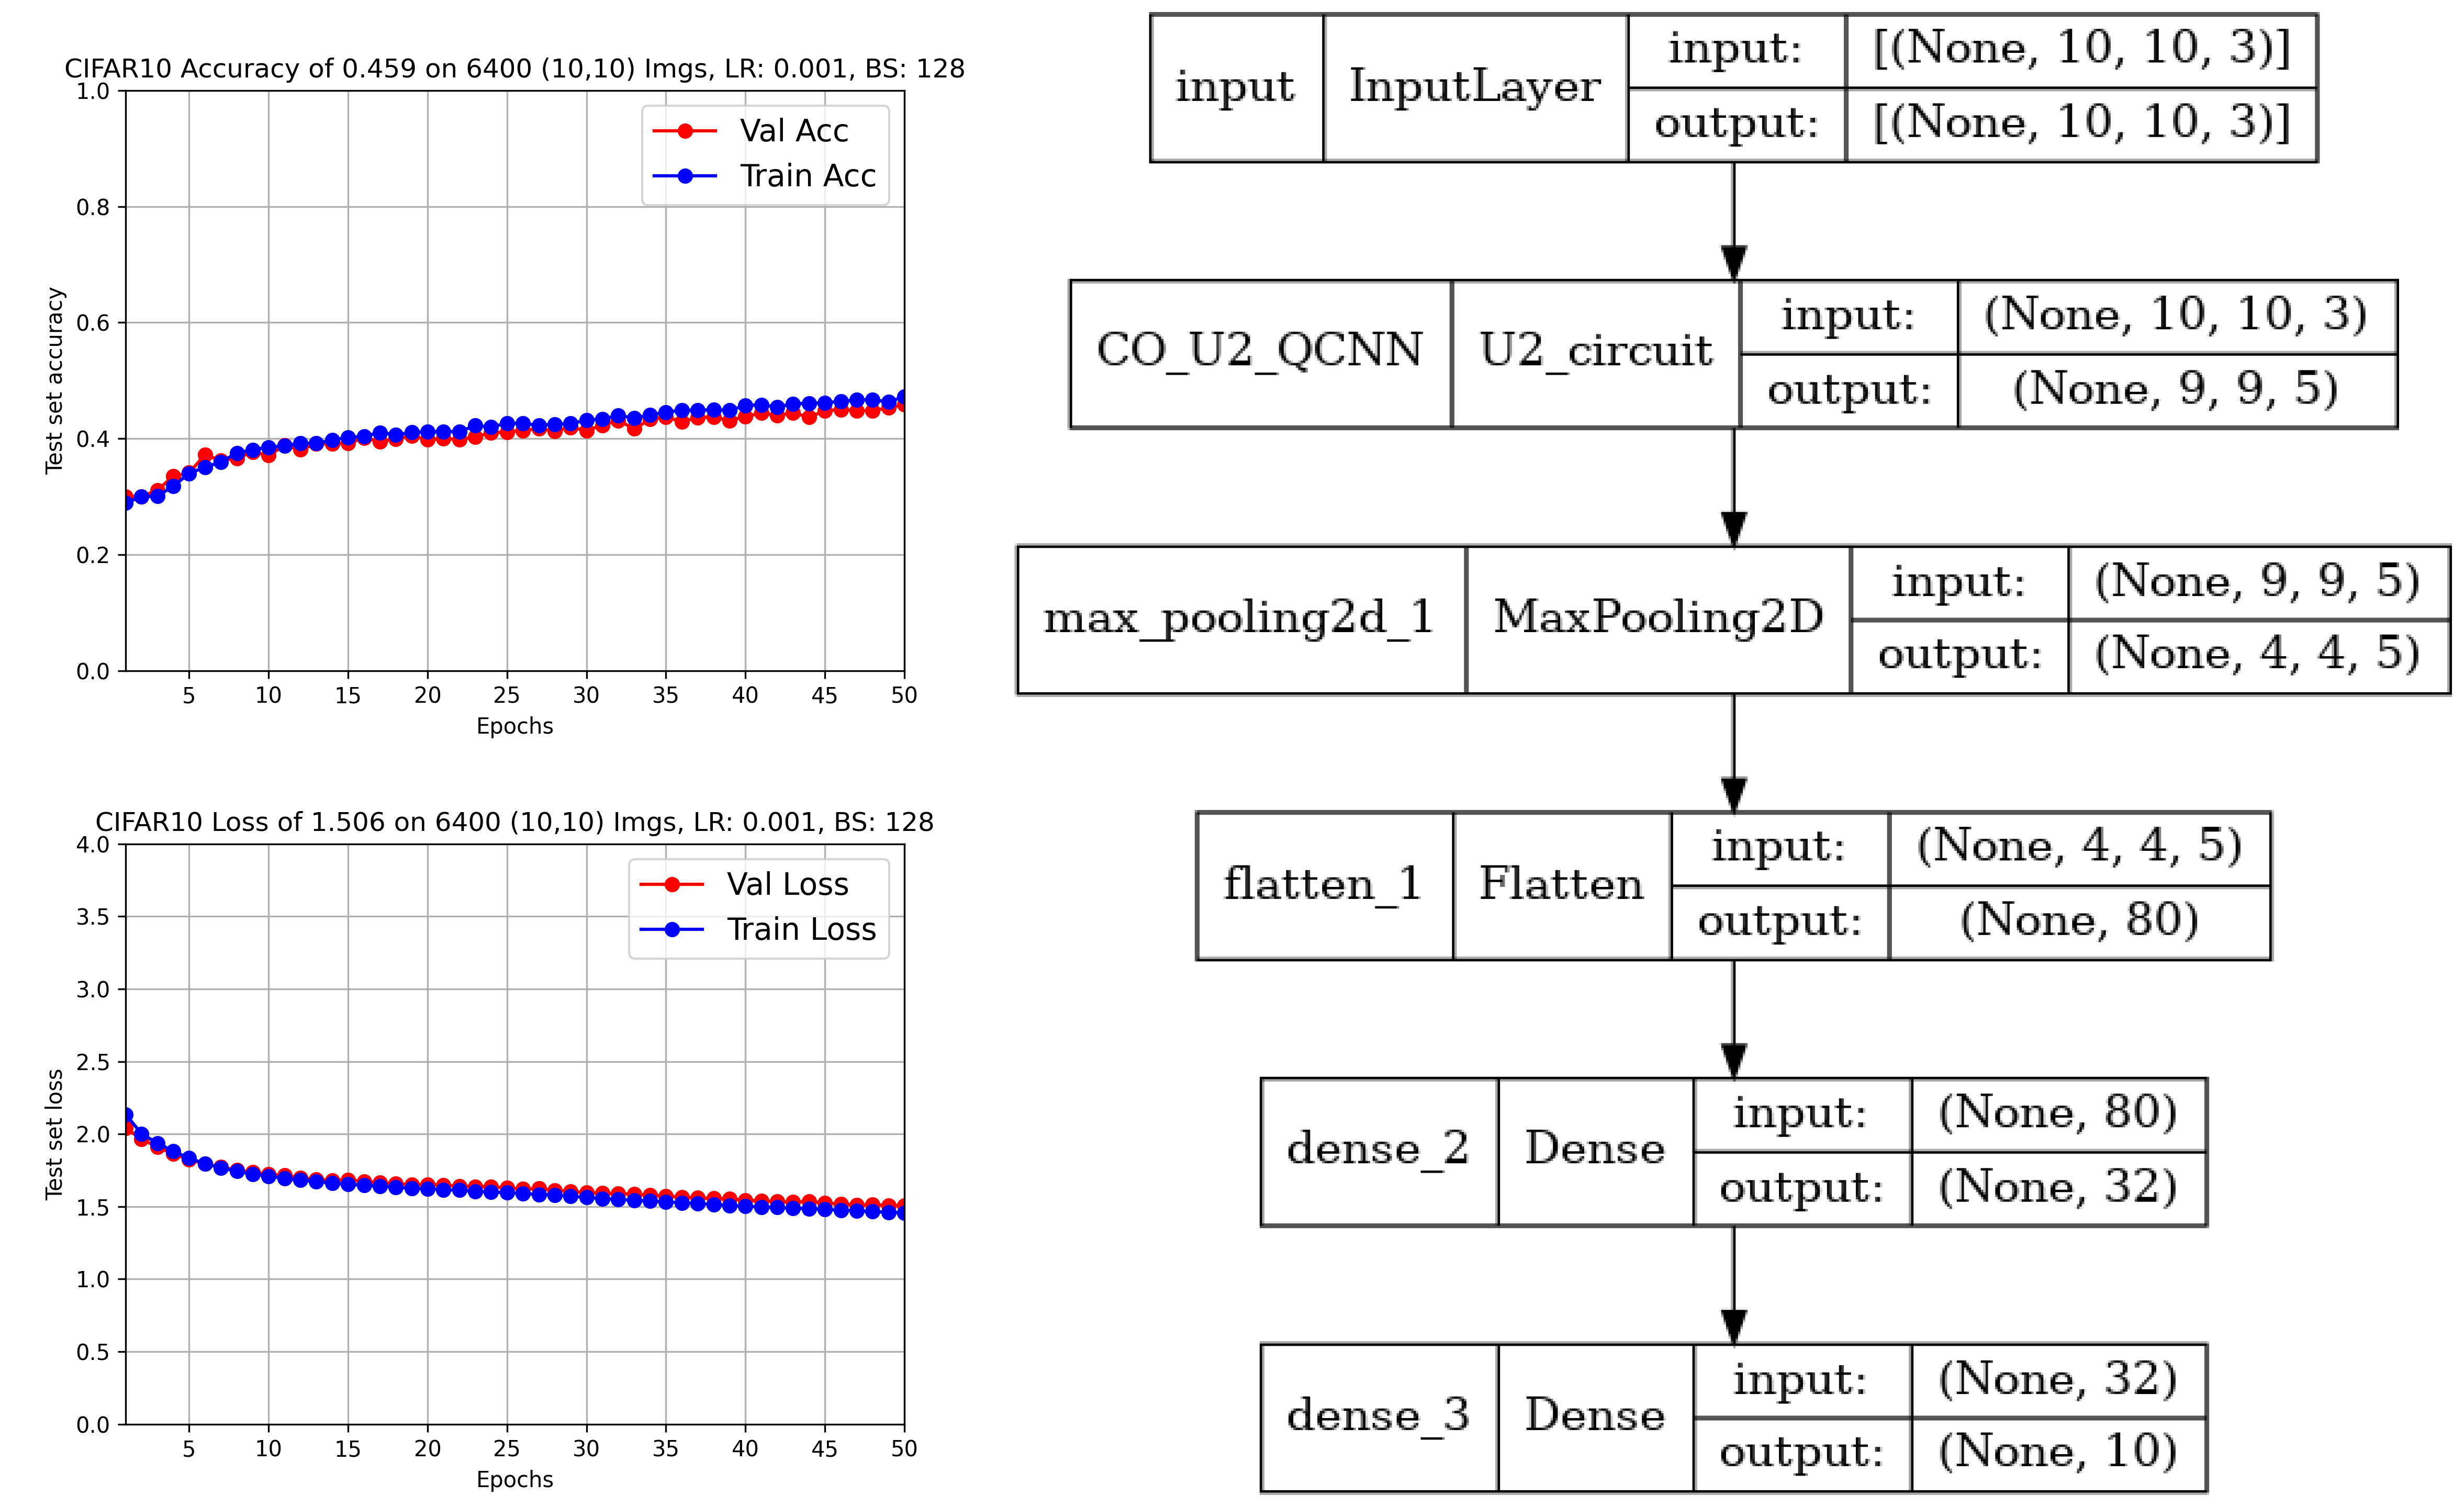 CIFAR10 Accuracy of 0.459 on 6400 (10,10) Imgs, LR: 0.001, BS: 128
1.0
0.8
0.6
0.4
0.2
0.0
Test set accuracy
Val Acc
Train Acc
5 10 15 20 25 30 35 40 45 50
Epochs
CIFAR10 Loss of 1.506 on 6400 (10,10) Imgs, LR: 0.001, BS: 128
4.0
3.5
3.0
2.5
2.0
1.5
1.0
0.5
0.0
Test set loss
Val Loss
Train Loss
5 10 15 20 25 30 35 40 45 50
Epochs
input InputLayer
input: [(None, 10, 10, 3)]
output: [(None, 10, 10, 3)]
CO_U2_QCNN U2_circuit
input: (None, 10, 10, 3)
output: (None, 9, 9, 5)
max_pooling2d_1 MaxPooling2D
input: (None, 9, 9, 5)
output: (None, 4, 4, 5)
flatten_1 Flatten
input: (None, 4, 4, 5)
output: (None, 80)
dense_2 Dense
input: (None, 80)
output: (None, 32)
dense_3 Dense
input: (None, 32)
output: (None, 10)